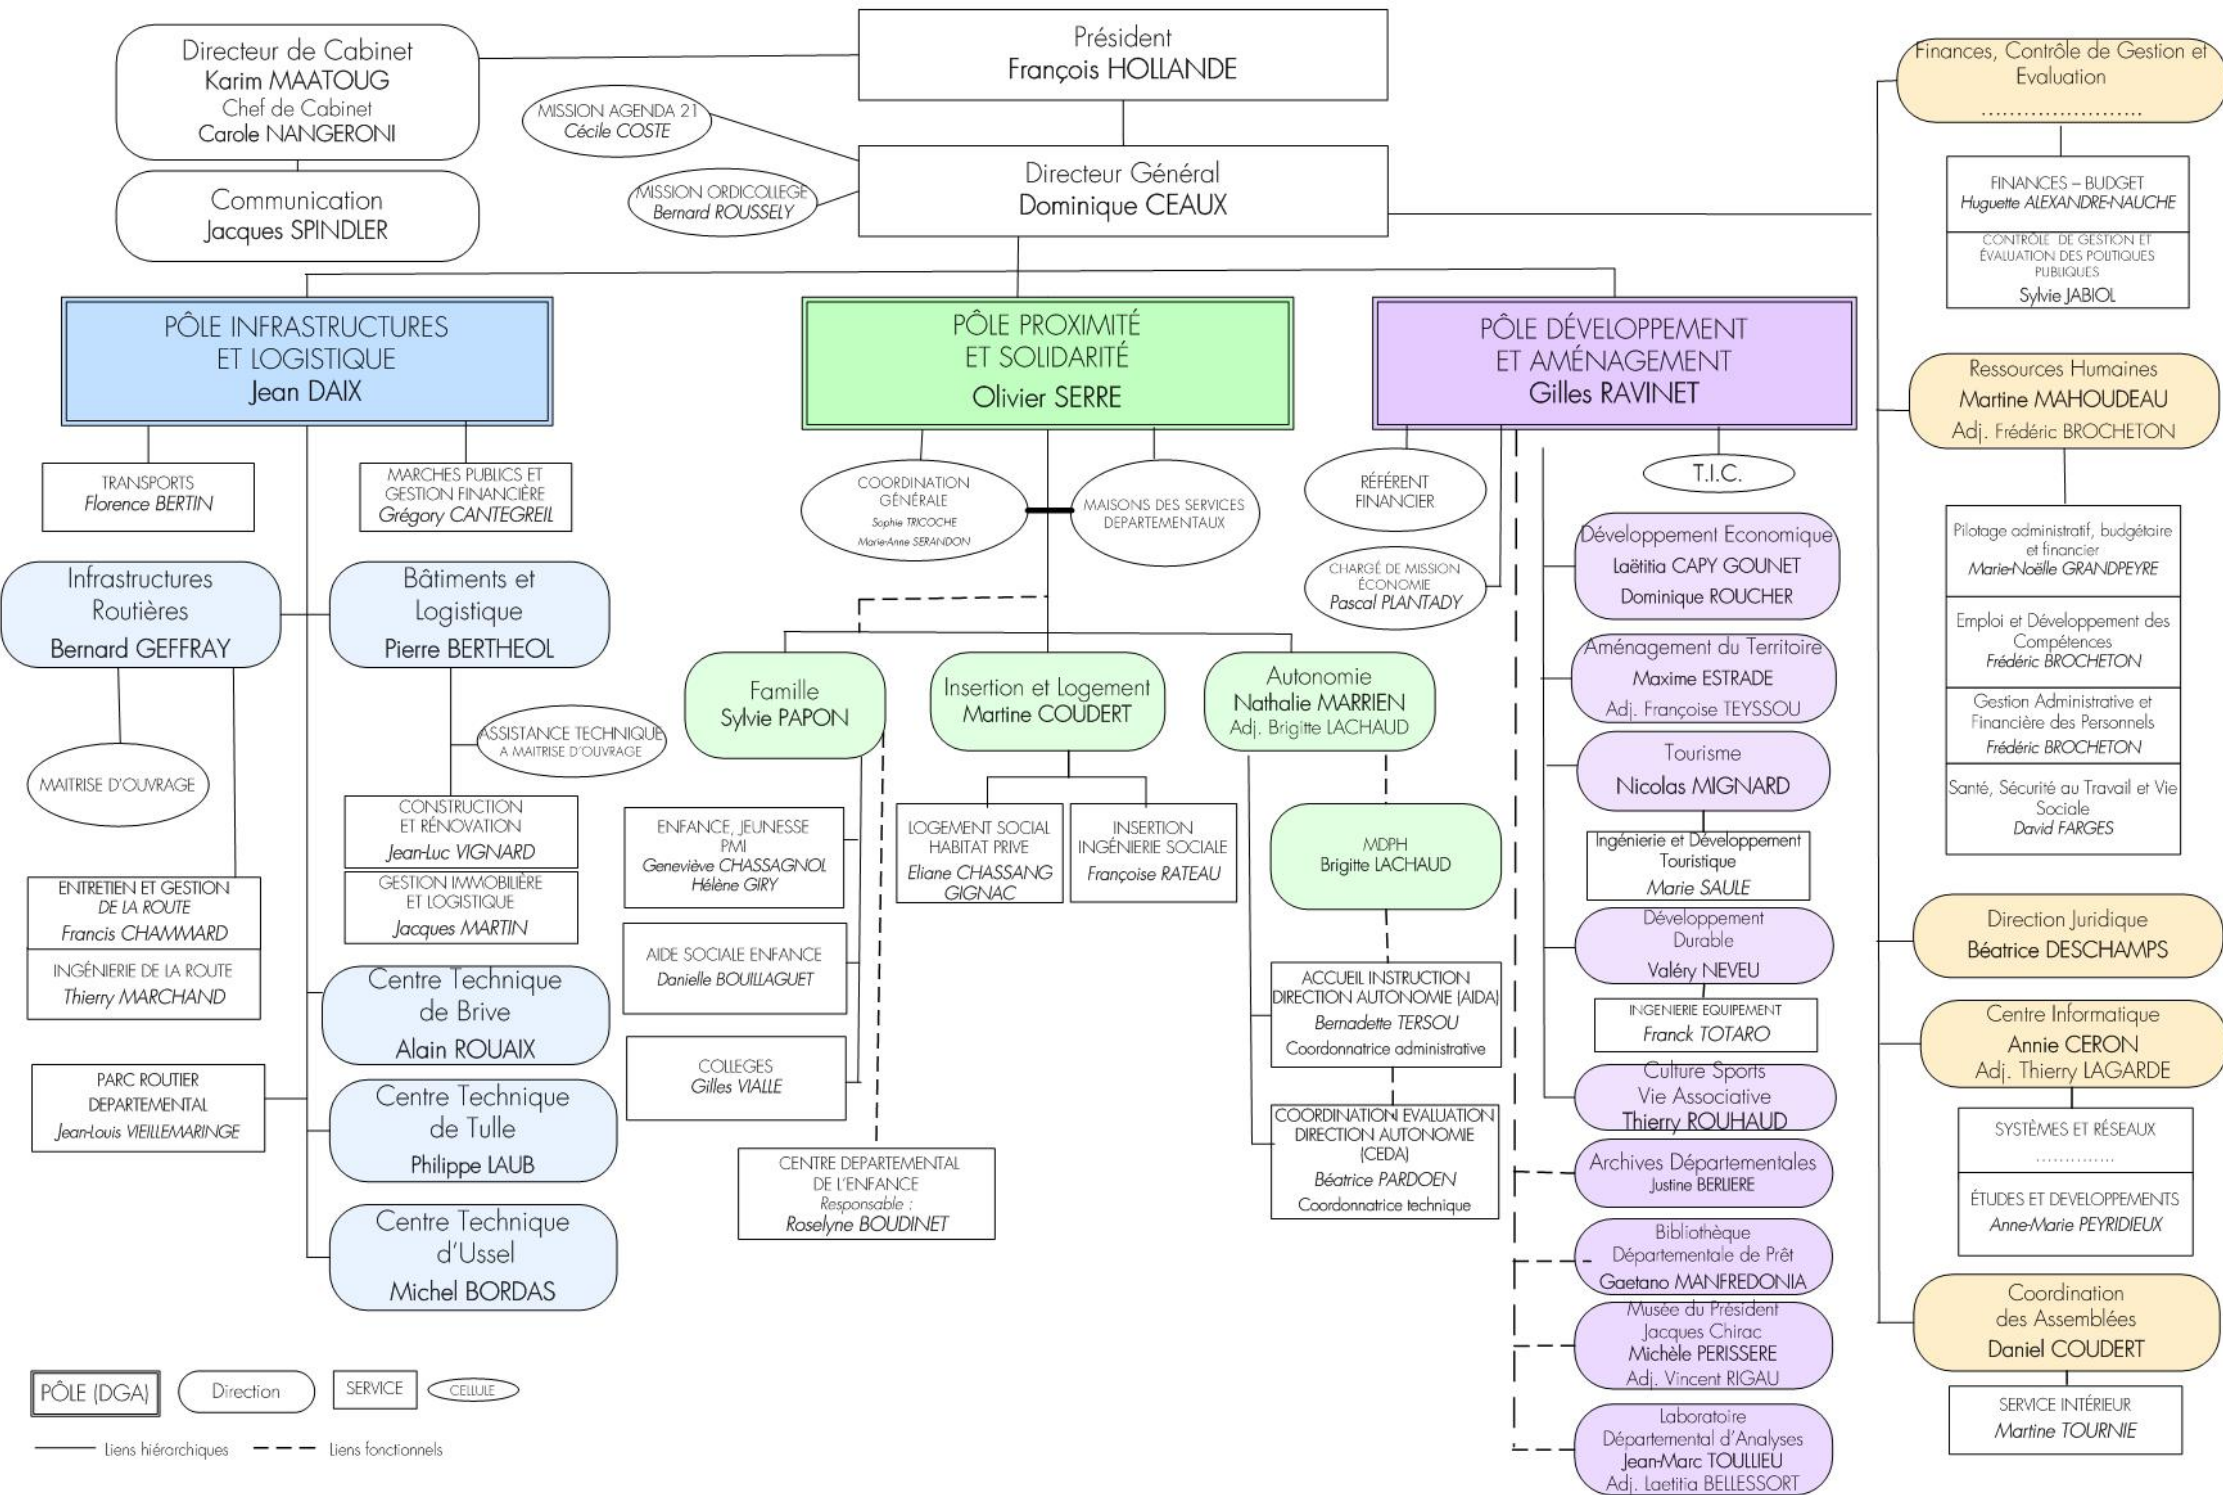 Directeur de Cabinet
Karim MAATOUG
Chef de Cabinet
Carole NANGERONI
Communication
Jacques SPINDLER
Président
François HOLLANDE
MISSION AGENDA 21
Cécile COSTE
MISSION ORDICOLLEGE
Bernard ROUSSELY
Directeur Général
Dominique CEAUX
PÔLE INFRASTRUCTURES
ET LOGISTIQUE
Jean DAIX
TRANSPORTS
Florence BERTIN
MARCHES PUBLICS ET
GESTION FINANCIÈRE
Grégory CANTEGREIL
Infrastructures
Routières
Bernard GEFFRAY
Bâtiments et
Logistique
Pierre BERTHEOL
MAITRISE D'OUVRAGE
ASSISTANCE TECHNIQUE
A MAITRISE D'OUVRAGE
CONSTRUCTION
ET RÉNOVATION
Jean-Luc VIGNARD
GESTION IMMOBILIÈRE
ET LOGISTIQUE
Jacques MARTIN
ENTRETIEN ET GESTION
DE LA ROUTE
Francis CHAMMARD
INGÉNIERIE DE LA ROUTE
Thierry MARCHAND
Centre Technique
de Brive
Alain ROUAIX
PARC ROUTIER
DEPARTEMENTAL
Jean-Louis VIEILLEMARINGE
Centre Technique
de Tulle
Philippe LAUB
Centre Technique
d'Ussel
Michel BORDAS
PÔLE PROXIMITÉ
ET SOLIDARITÉ
Olivier SERRE
COORDINATION
GÉNÉRALE
Sophie TRICOCHE
Marie-Anne SERANDON
MAISONS DES SERVICES
DEPARTEMENTAUX
Famille
Sylvie PAPON
Insertion et Logement
Martine COUDERT
Autonomie
Nathalie MARRIEN
Adj. Brigitte LACHAUD
ENFANCE, JEUNESSE
PMI
Geneviève CHASSAGNOL
Hélène GIRY
AIDE SOCIALE ENFANCE
Danielle BOUILLAGUET
COLLEGES
Gilles VIALLE
CENTRE DEPARTEMENTAL
DE L'ENFANCE
Responsable :
Roselyne BOUDINET
LOGEMENT SOCIAL
HABITAT PRIVE
Eliane CHASSANG
GIGNAC
INSERTION
INGÉNIERIE SOCIALE
Françoise RATEAU
MDPH
Brigitte LACHAUD
ACCUEIL INSTRUCTION
DIRECTION AUTONOMIE (AIDA)
Bernadette TERSOU
Coordonnatrice administrative
COORDINATION EVALUATION
DIRECTION AUTONOMIE
(CEDA)
Béatrice PARDOEN
Coordonnatrice technique
PÔLE DÉVELOPPEMENT
ET AMÉNAGEMENT
Gilles RAVINET
RÉFÉRENT
FINANCIER
T.I.C.
CHARGÉ DE MISSION
ÉCONOMIE
Pascal PLANTADY
Développement Economique
Laëtitia CAPY GOUNET
Dominique ROUCHER
Aménagement du Territoire
Maxime ESTRADE
Adj. Françoise TEYSSOU
Tourisme
Nicolas MIGNARD
Ingénierie et Développement
Touristique
Marie SAULE
Développement
Durable
Valéry NEVEU
INGENIERIE EQUIPEMENT
Franck TOTARO
Culture Sports
Vie Associative
Thierry ROUHAUD
Archives Départementales
Justine BERLIERE
Bibliothèque
Départementale de Prêt
Gaetano MANFREDONIA
Musée du Président
Jacques Chirac
Michèle PERISSERE
Adj. Vincent RIGAU
Laboratoire
Départemental d'Analyses
Jean-Marc TOULLIEU
Adj. Laetitia BELLESSORT
Finances, Contrôle de Gestion et
Evaluation
.......................
FINANCES – BUDGET
Huguette ALEXANDRE-NAUCHE
CONTRÔLE DE GESTION ET
ÉVALUATION DES POLITIQUES
PUBLIQUES
Sylvie JABIOL
Ressources Humaines
Martine MAHOUDEAU
Adj. Frédéric BROCHETON
Pilotage administratif, budgétaire
et financier
Marie-Noëlle GRANDPEYRE
Emploi et Développement des
Compétences
Frédéric BROCHETON
Gestion Administrative et
Financière des Personnels
Frédéric BROCHETON
Santé, Sécurité au Travail et Vie
Sociale
David FARGES
Direction Juridique
Béatrice DESCHAMPS
Centre Informatique
Annie CERON
Adj. Thierry LAGARDE
SYSTÈMES ET RÉSEAUX
..............
ÉTUDES ET DEVELOPPEMENTS
Anne-Marie PEYRIDIEUX
Coordination
des Assemblées
Daniel COUDERT
SERVICE INTÉRIEUR
Martine TOURNIE
PÔLE (DGA)
Direction
SERVICE
CELLULE
Liens hiérarchiques
Liens fonctionnels